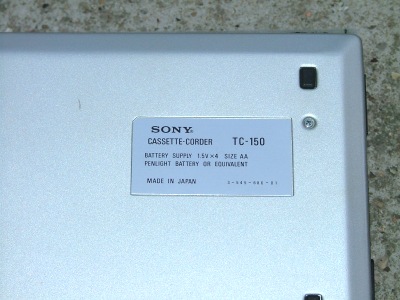 SONY
CASSETTE-CORDER TC-150
BATTERY SUPPLY 1.5V×4 SIZE AA
PENLIGHT BATTERY OR EQUIVALENT
MADE IN JAPAN